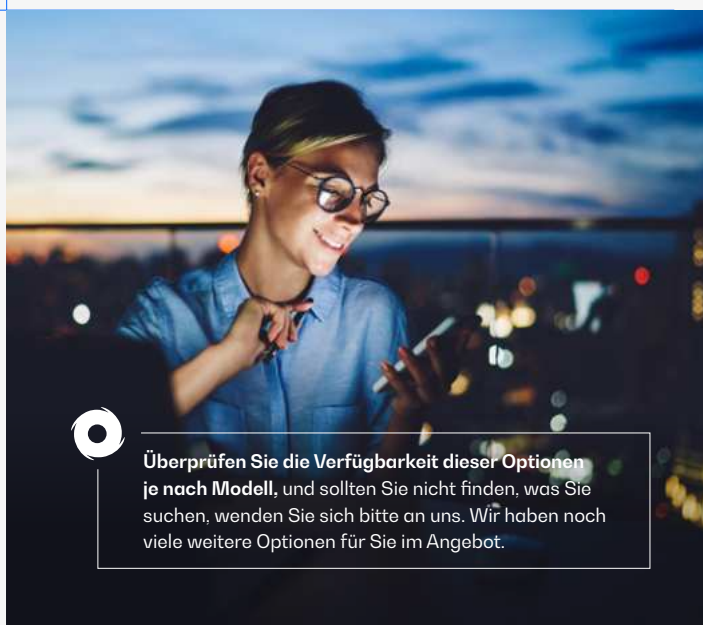 Überprüfen Sie die Verfügbarkeit dieser Optionen
je nach Modell, und sollten Sie nicht finden, was Sie
suchen, wenden Sie sich bitte an uns. Wir haben noch
viele weitere Optionen für Sie im Angebot.